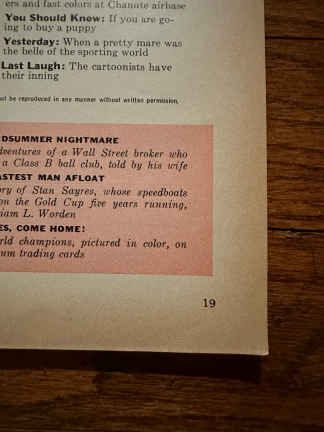 ers and fast colors at Chanute airbase
You Should Know: If you are go-
ing to buy a puppy
Yesterday: When a pretty mare was
the belle of the sporting world
Last Laugh: The cartoonists have
their inning
not be reproduced in any manner without written permission.
DSUMMER NIGHTMARE
dventures of a Wall Street broker who
a Class B ball club, told by his wife
ASTEST MAN AFLOAT
ory of Stan Sayres, whose speedboats
on the Gold Cup five years running,
iam L. Worden
ES, COME HOME!
rld champions, pictured in color, on
um trading cards
19